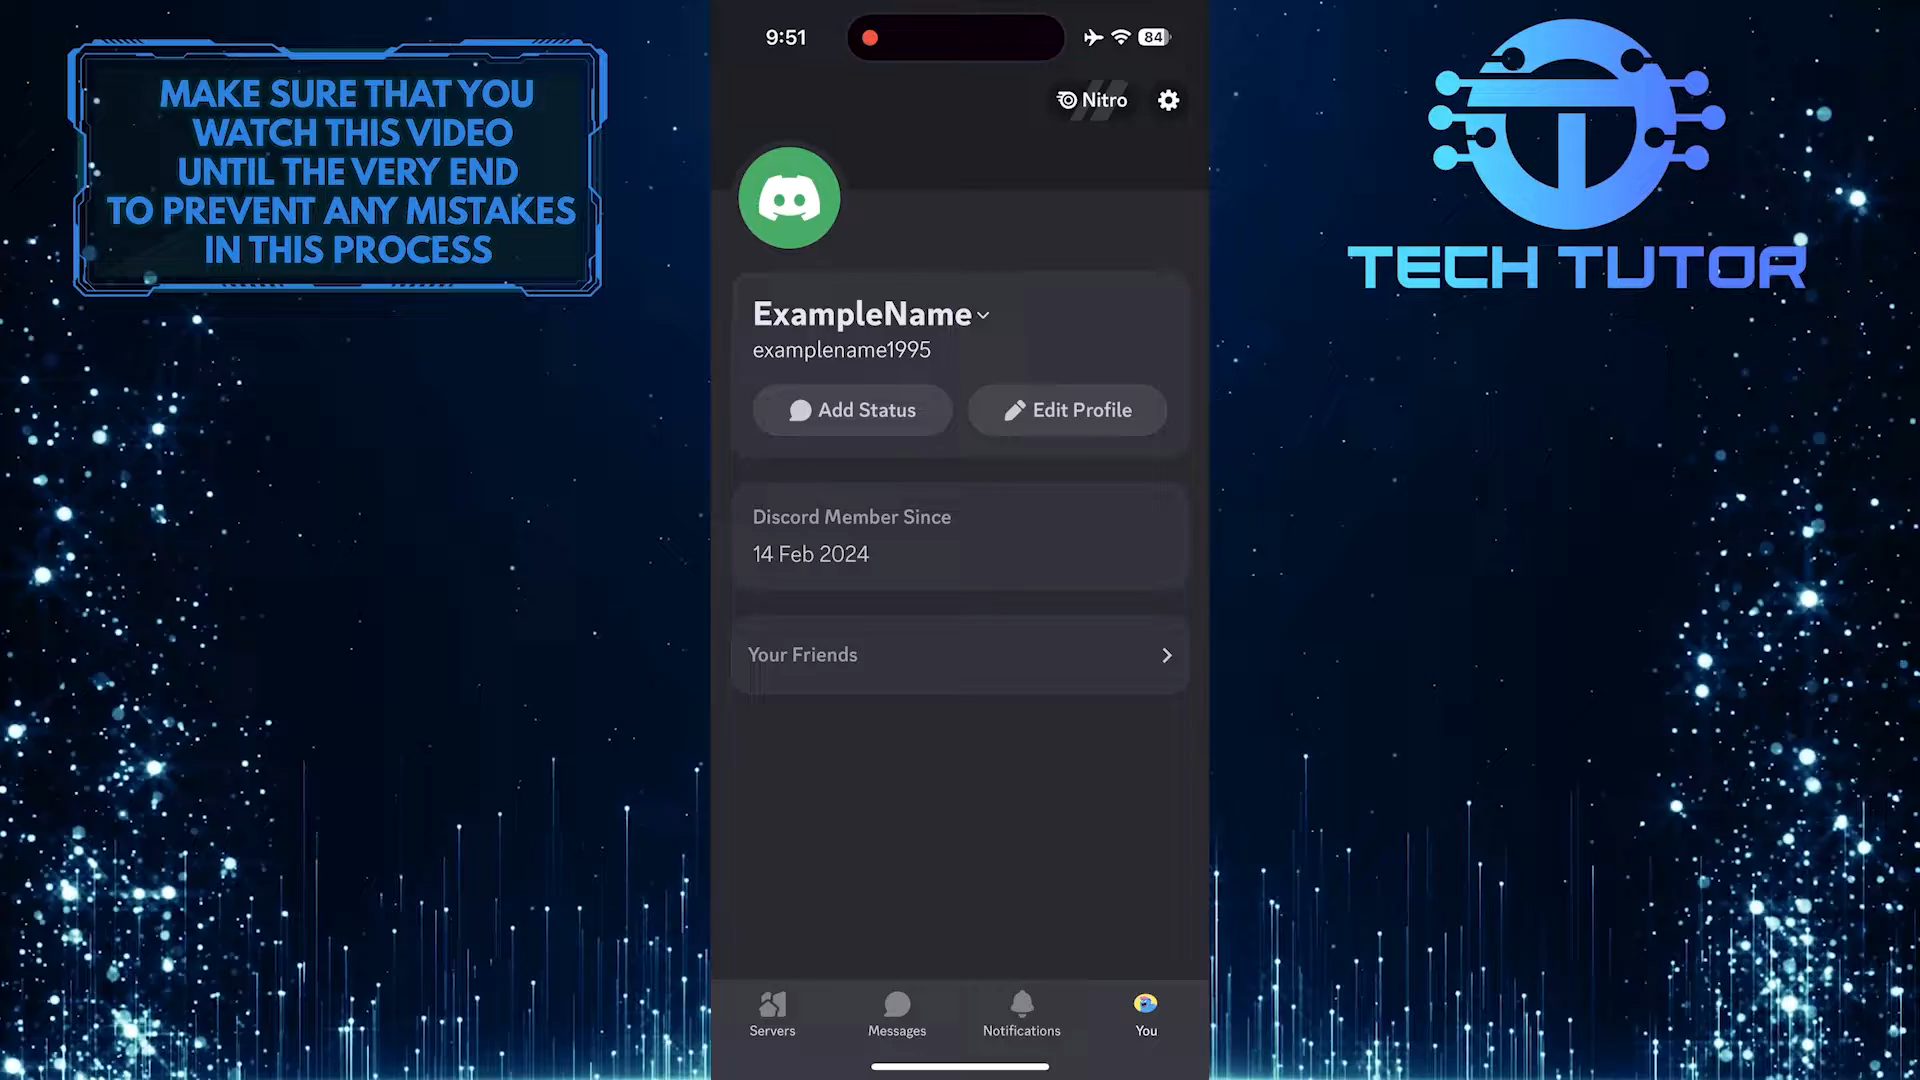 MAKE SURE THAT YOU
WATCH THIS VIDEO
UNTIL THE VERY END
TO PREVENT ANY MISTAKES
IN THIS PROCESS
9:51
84
Nitro
TECH TUTOR
ExampleName
examplename1995
Add Status
Edit Profile
Discord Member Since
14 Feb 2024
Your Friends
Servers
Messages
Notifications
You